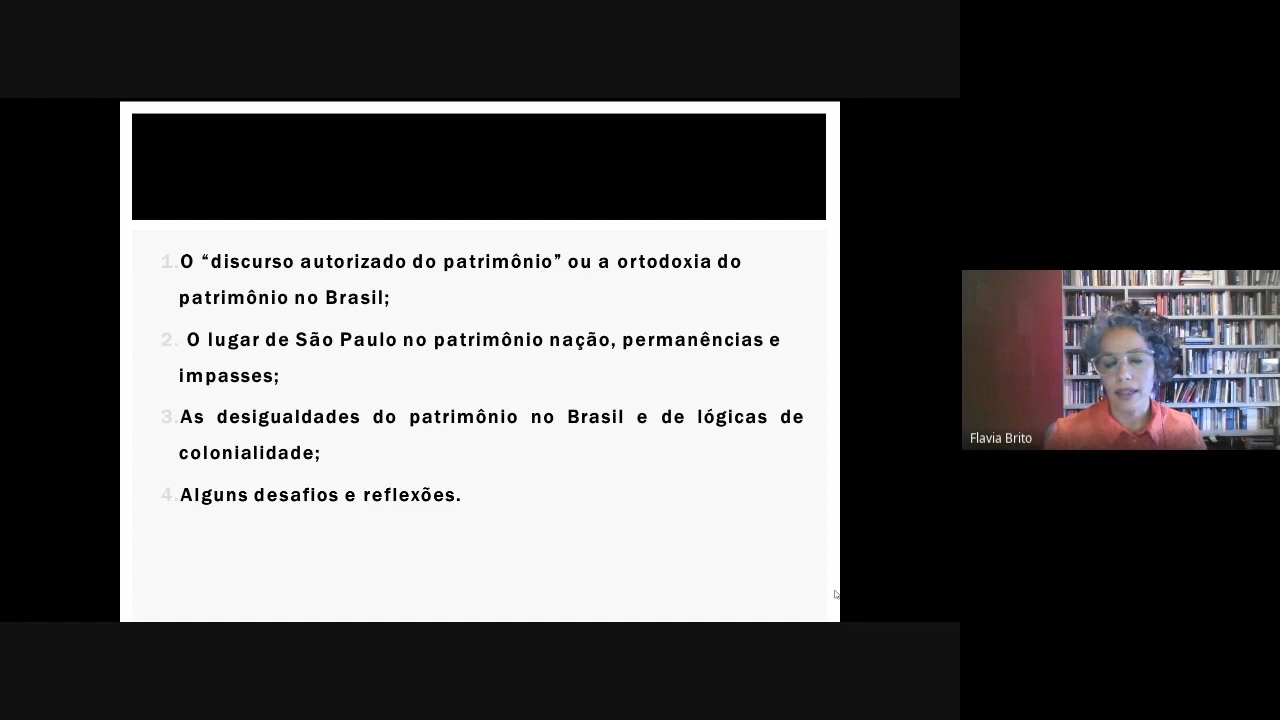 1. O “discurso autorizado do patrimônio” ou a ortodoxia do
patrimônio no Brasil;
2. O lugar de São Paulo no patrimônio nação, permanências e
impasses;
3. As desigualdades do patrimônio no Brasil e de lógicas de
colonialidade;
4. Alguns desafios e reflexões.
Flavia Brito